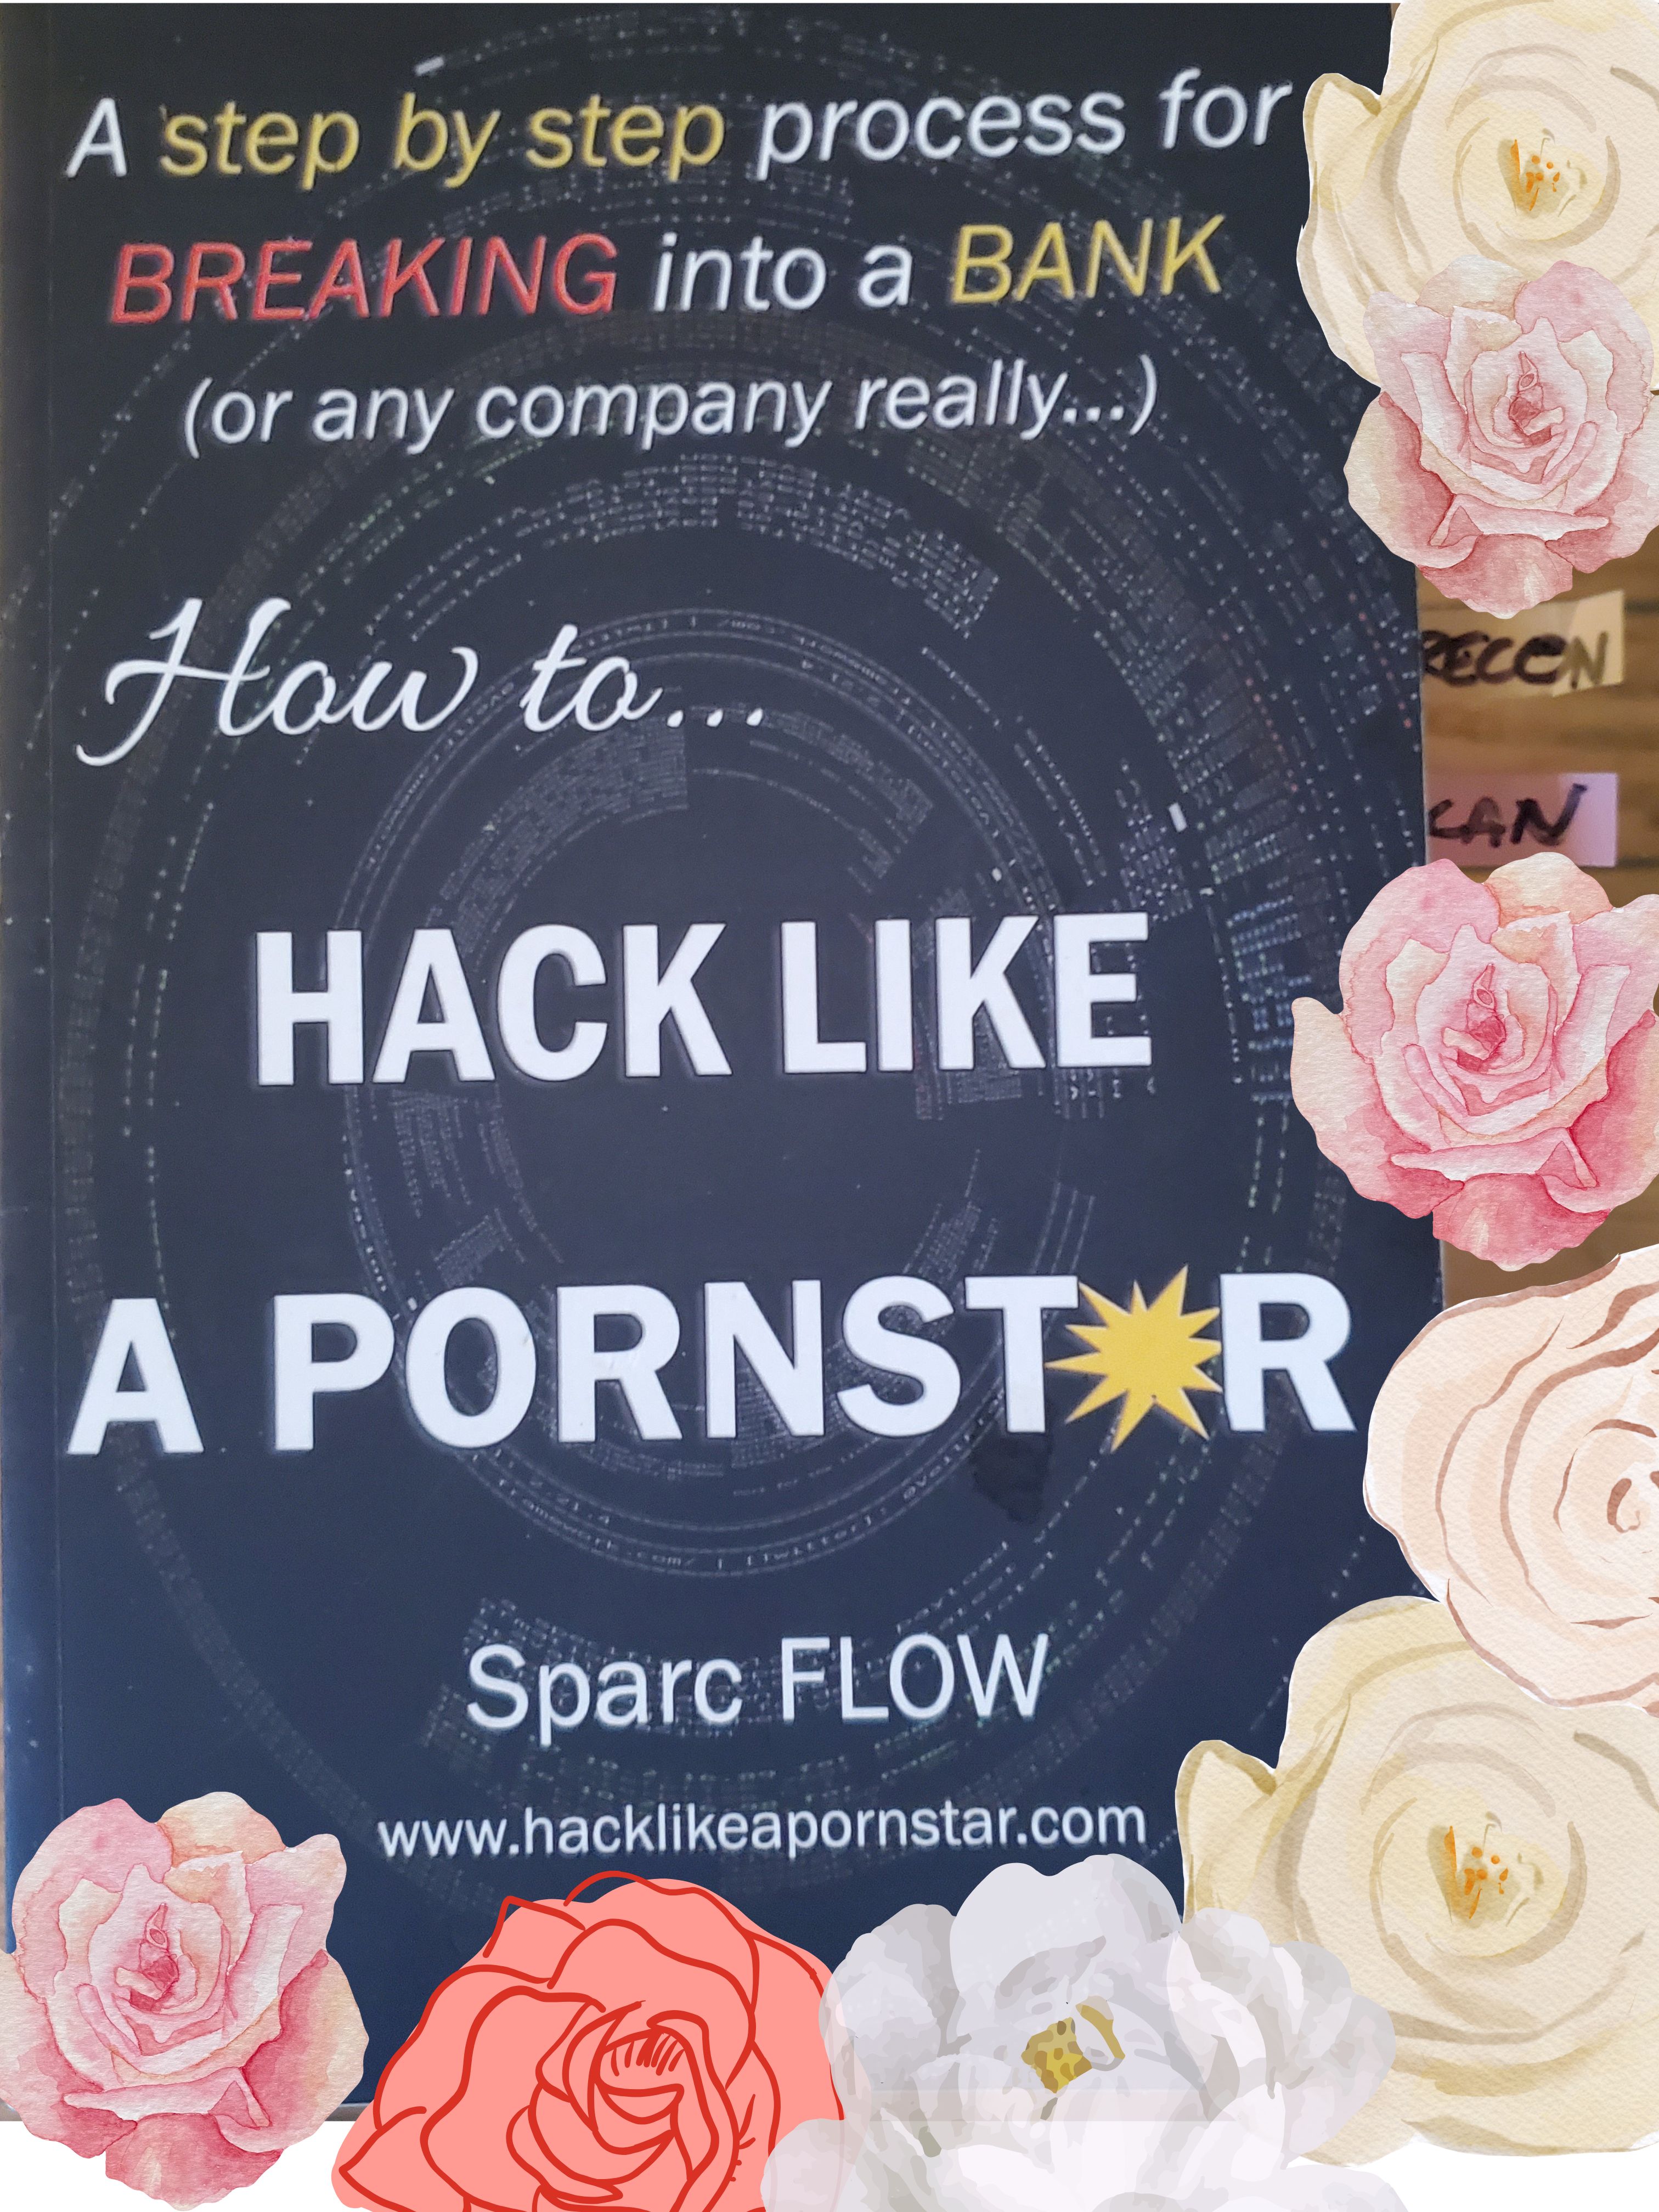 A step by step process for
BREAKING into a BANK
(or any company really...)
How to...
RECON
HACK LIKE
A PORNST★R
Sparc FLOW
www.hacklikeapornstar.com